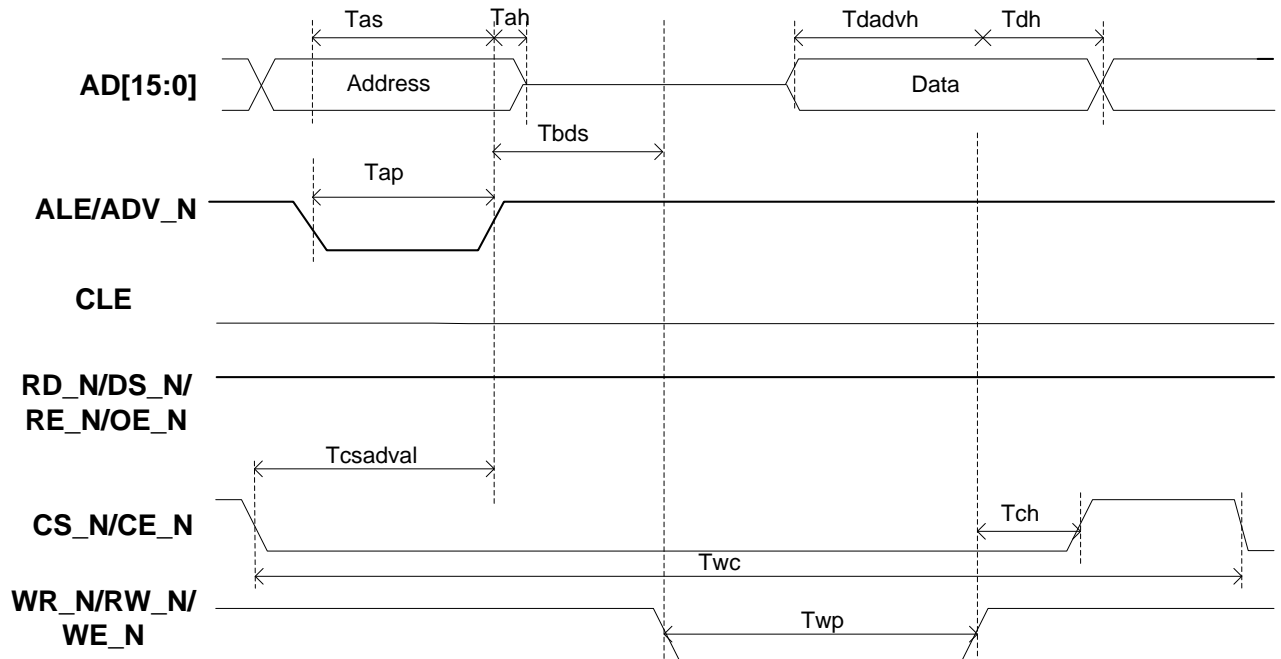 Tas Tah Tdadvh Tdh
AD[15:0] Address Data
Tbds
Tap
ALE/ADV_N
CLE
RD_N/DS_N/
RE_N/OE_N
Tcsadval
CS_N/CE_N Tch
Twc
WR_N/RW_N/
WE_N Twp